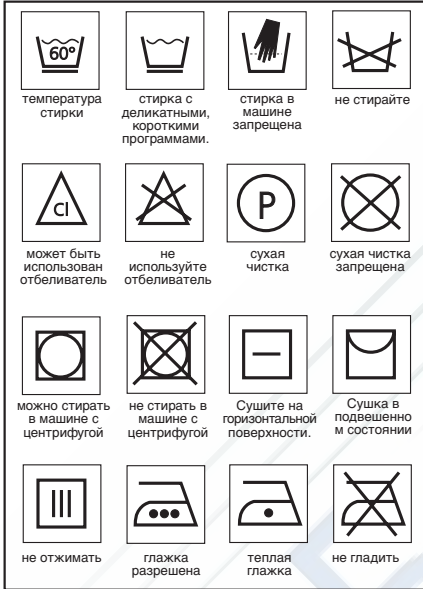 60°
температура
стирки
стирка с
деликатными,
короткими
программами.
стирка в
машине
запрещена
не стирайте
Cl
может быть
использован
отбеливатель
не
используйте
отбеливатель
P
сухая
чистка
сухая чистка
запрещена
можно стирать
в машине с
центрифугой
не стирать в
машине с
центрифугой
Сушите на
горизонтальной
поверхности.
Сушка в
подвешенно
м состоянии
не отжимать
глажка
разрешена
теплая
глажка
не гладить